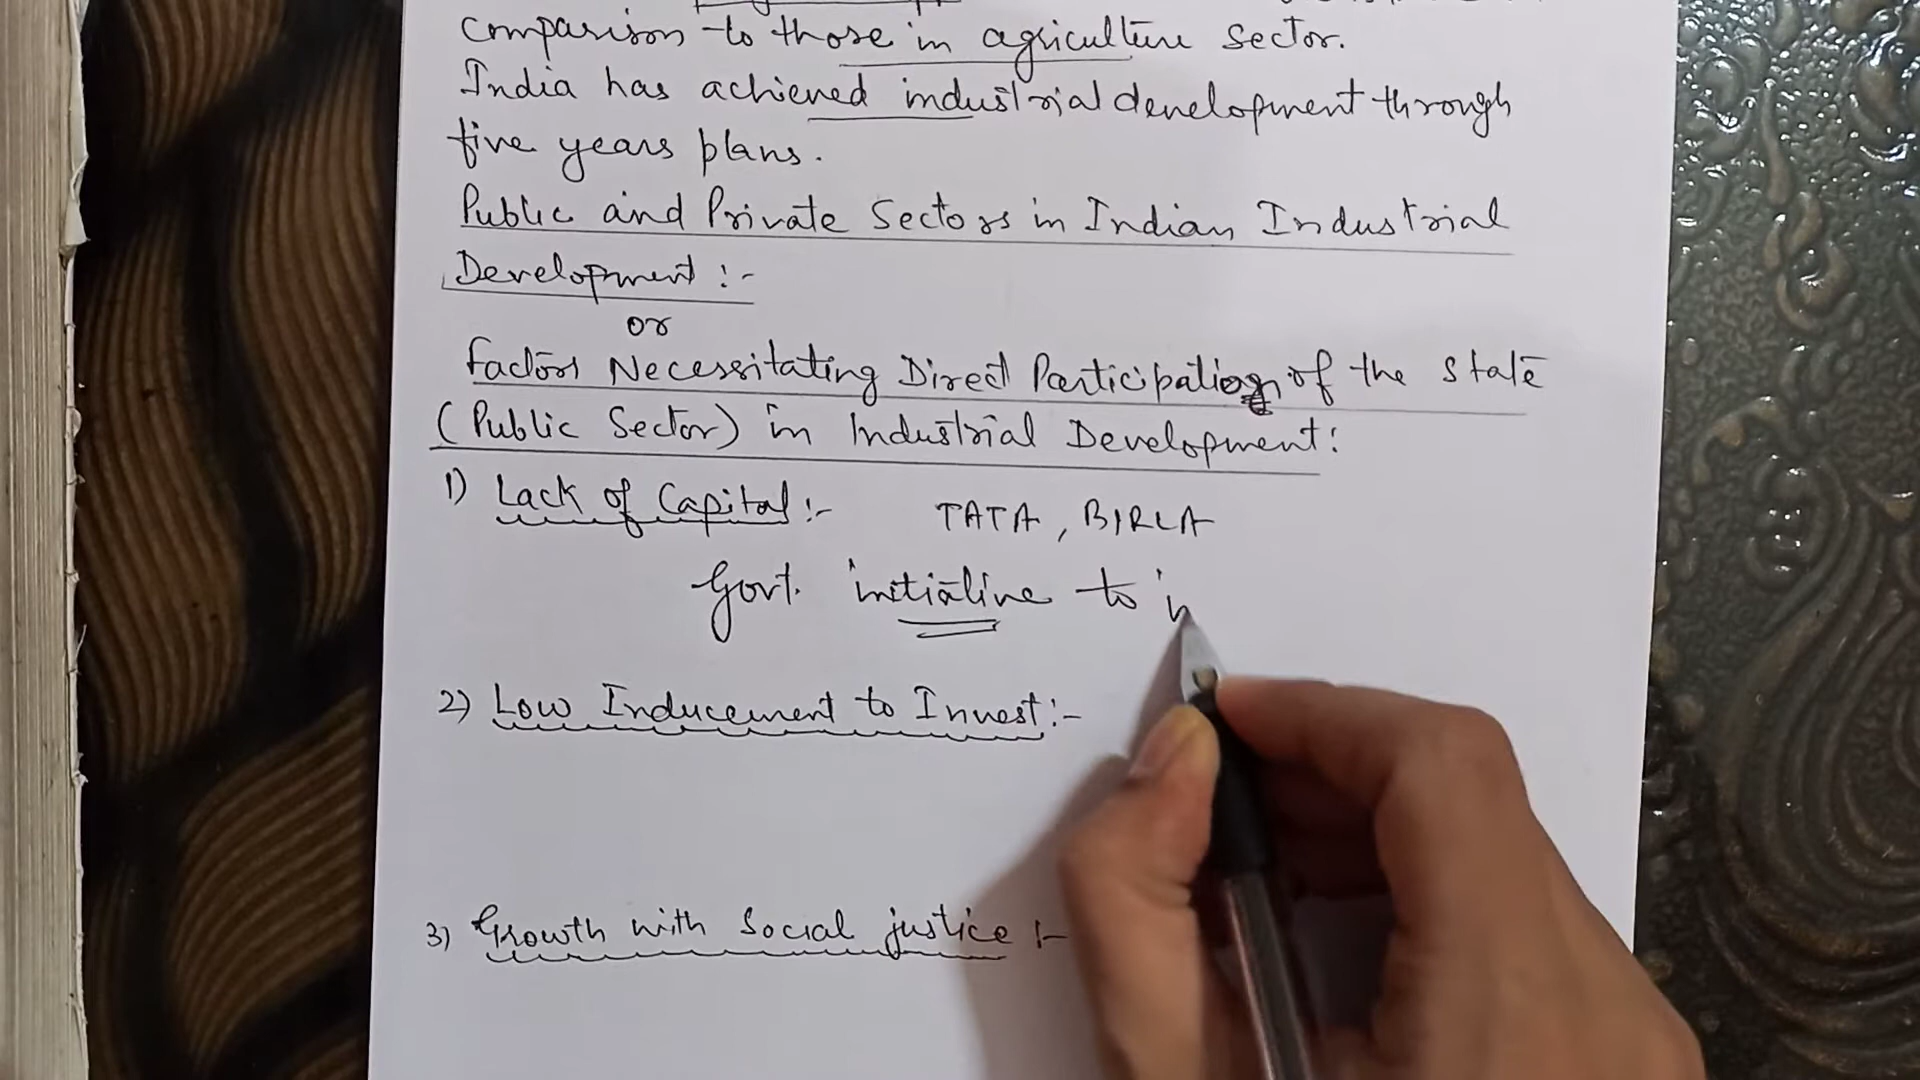 comparison to those in agriculture sector.
India has achieved industrial development through
five years plans.
Public and Private Sectors in Indian Industrial
Development :-
or
Factors Necessitating Direct Participation of the State
(Public Sector) in Industrial Development:
1) Lack of Capital :- TATA, BIRLA
Govt. initiative to in
2) Low Inducement to Invest :-
3) Growth with Social justice :-